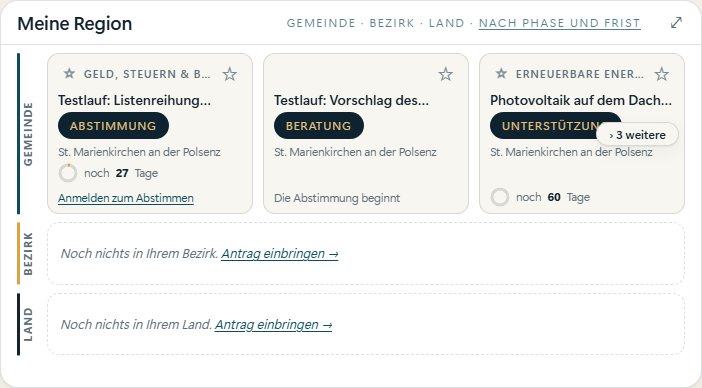 Meine Region
GEMEINDE · BEZIRK · LAND · NACH PHASE UND FRIST
GEMEINDE
GELD, STEUERN & B...
Testlauf: Listenreihung...
ABSTIMMUNG
St. Marienkirchen an der Polsenz
noch 27 Tage
Anmelden zum Abstimmen
Testlauf: Vorschlag des...
BERATUNG
St. Marienkirchen an der Polsenz
Die Abstimmung beginnt
ERNEUERBARE ENER...
Photovoltaik auf dem Dach...
UNTERSTÜTZUN
› 3 weitere
St. Marienkirchen an der Polsenz
noch 60 Tage
BEZIRK
Noch nichts in Ihrem Bezirk. Antrag einbringen →
LAND
Noch nichts in Ihrem Land. Antrag einbringen →